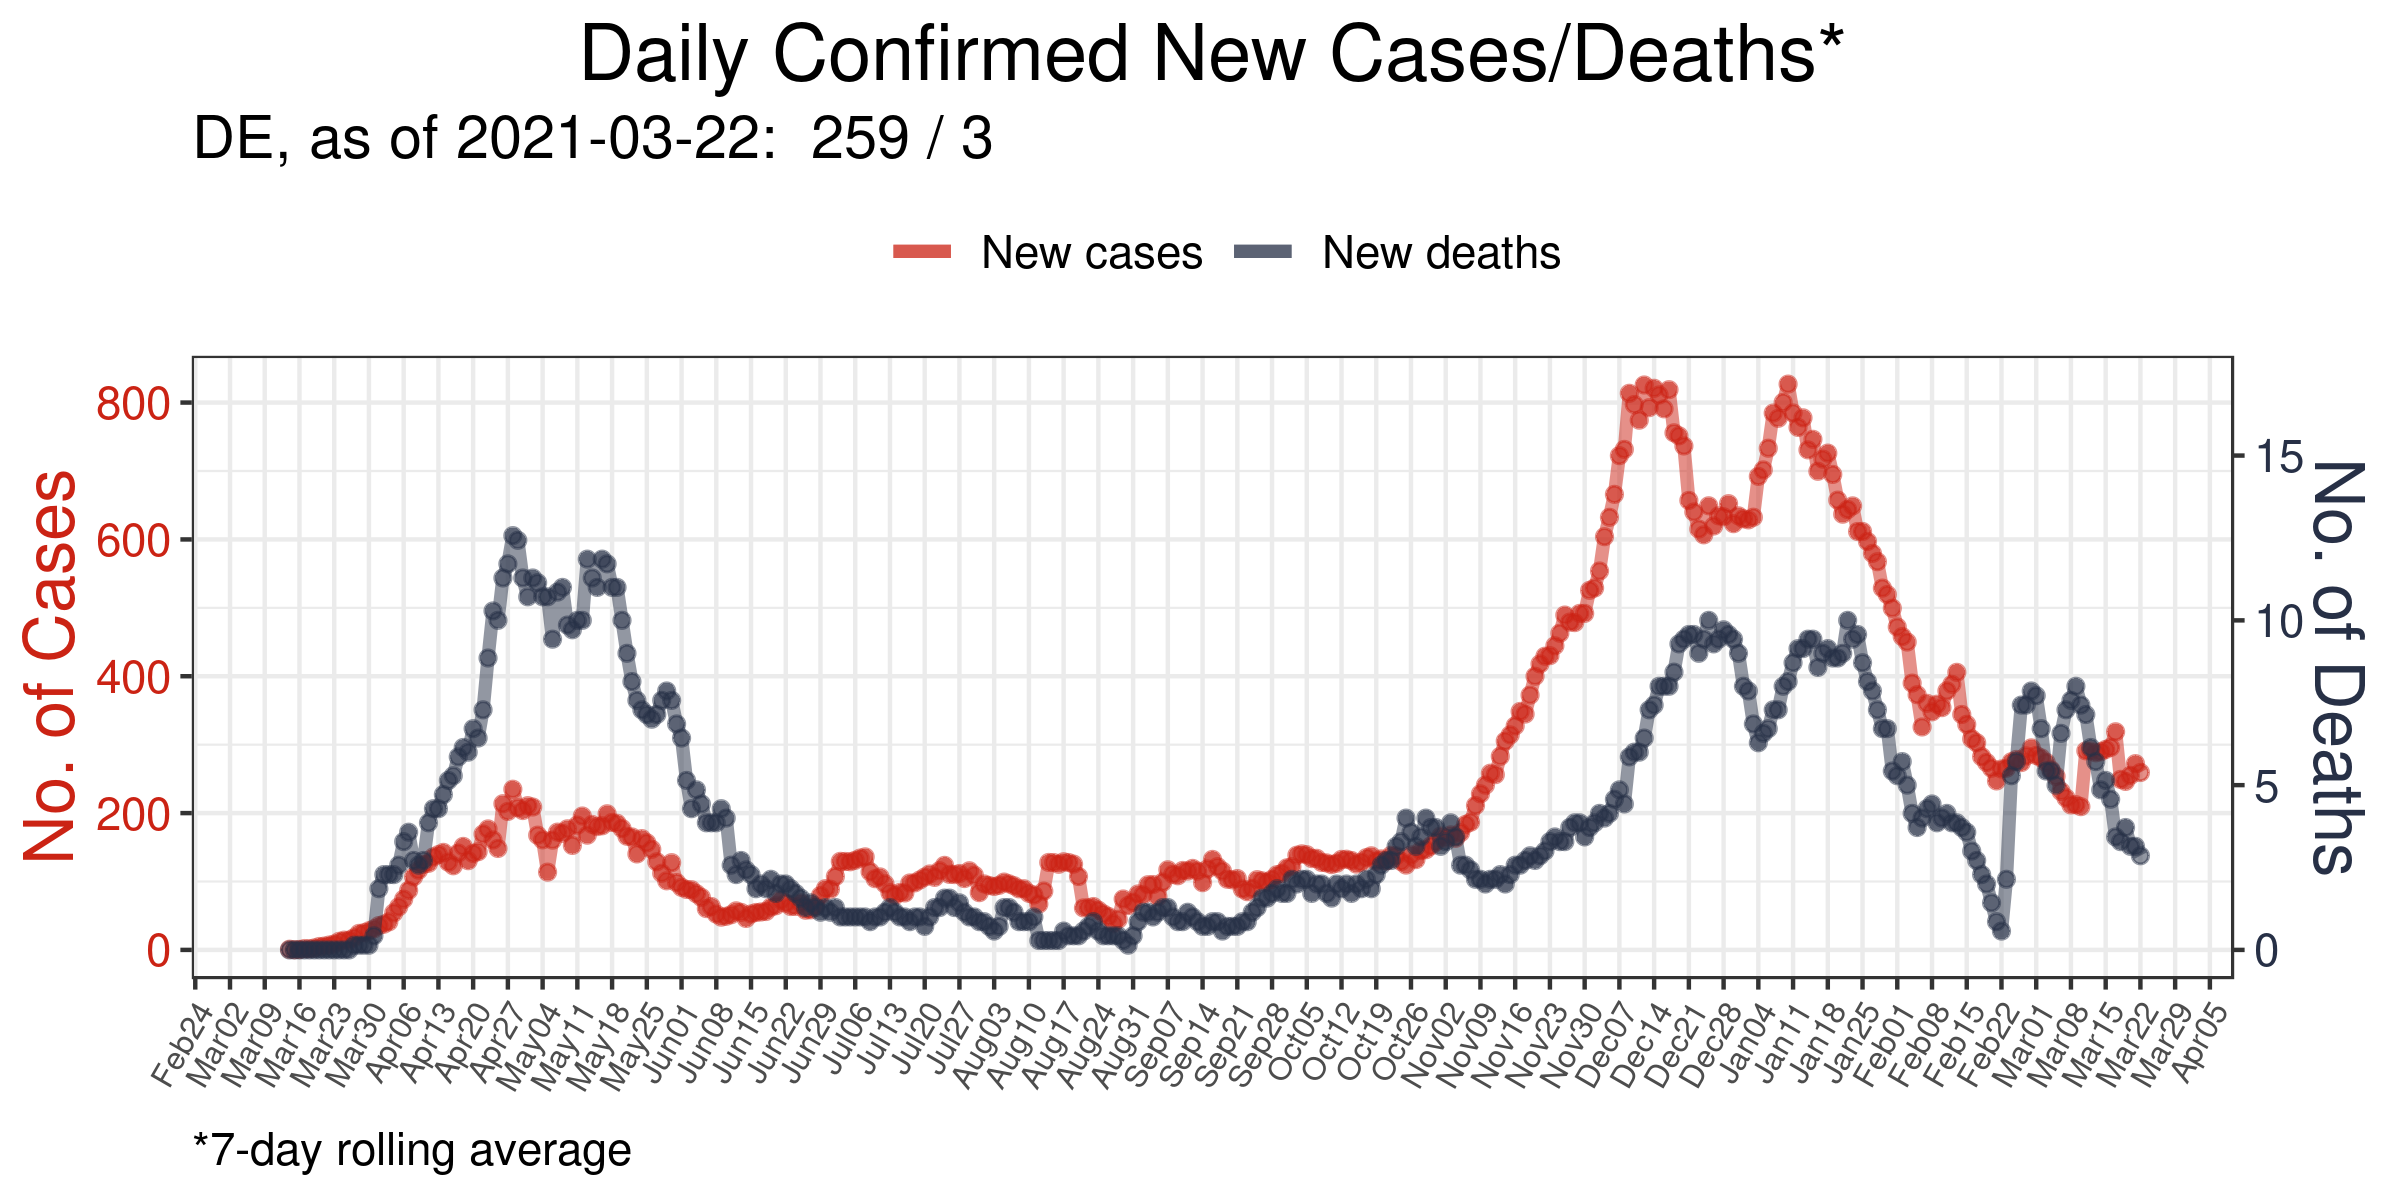 Daily Confirmed New Cases/Deaths*
DE, as of 2021-03-22:  259 / 3
New cases New deaths
No. of Cases
800
600
400
200
0
15
10
5
0
No. of Deaths
Feb24 Mar02 Mar09 Mar16 Mar23 Mar30 Apr06 Apr13 Apr20 Apr27 May04 May11 May18 May25 Jun01 Jun08 Jun15 Jun22 Jun29 Jul06 Jul13 Jul20 Jul27 Aug03 Aug10 Aug17 Aug24 Aug31 Sep07 Sep14 Sep21 Sep28 Oct05 Oct12 Oct19 Oct26 Nov02 Nov09 Nov16 Nov23 Nov30 Dec07 Dec14 Dec21 Dec28 Jan04 Jan11 Jan18 Jan25 Feb01 Feb08 Feb15 Feb22 Mar01 Mar08 Mar15 Mar22 Mar29 Apr05
*7-day rolling average